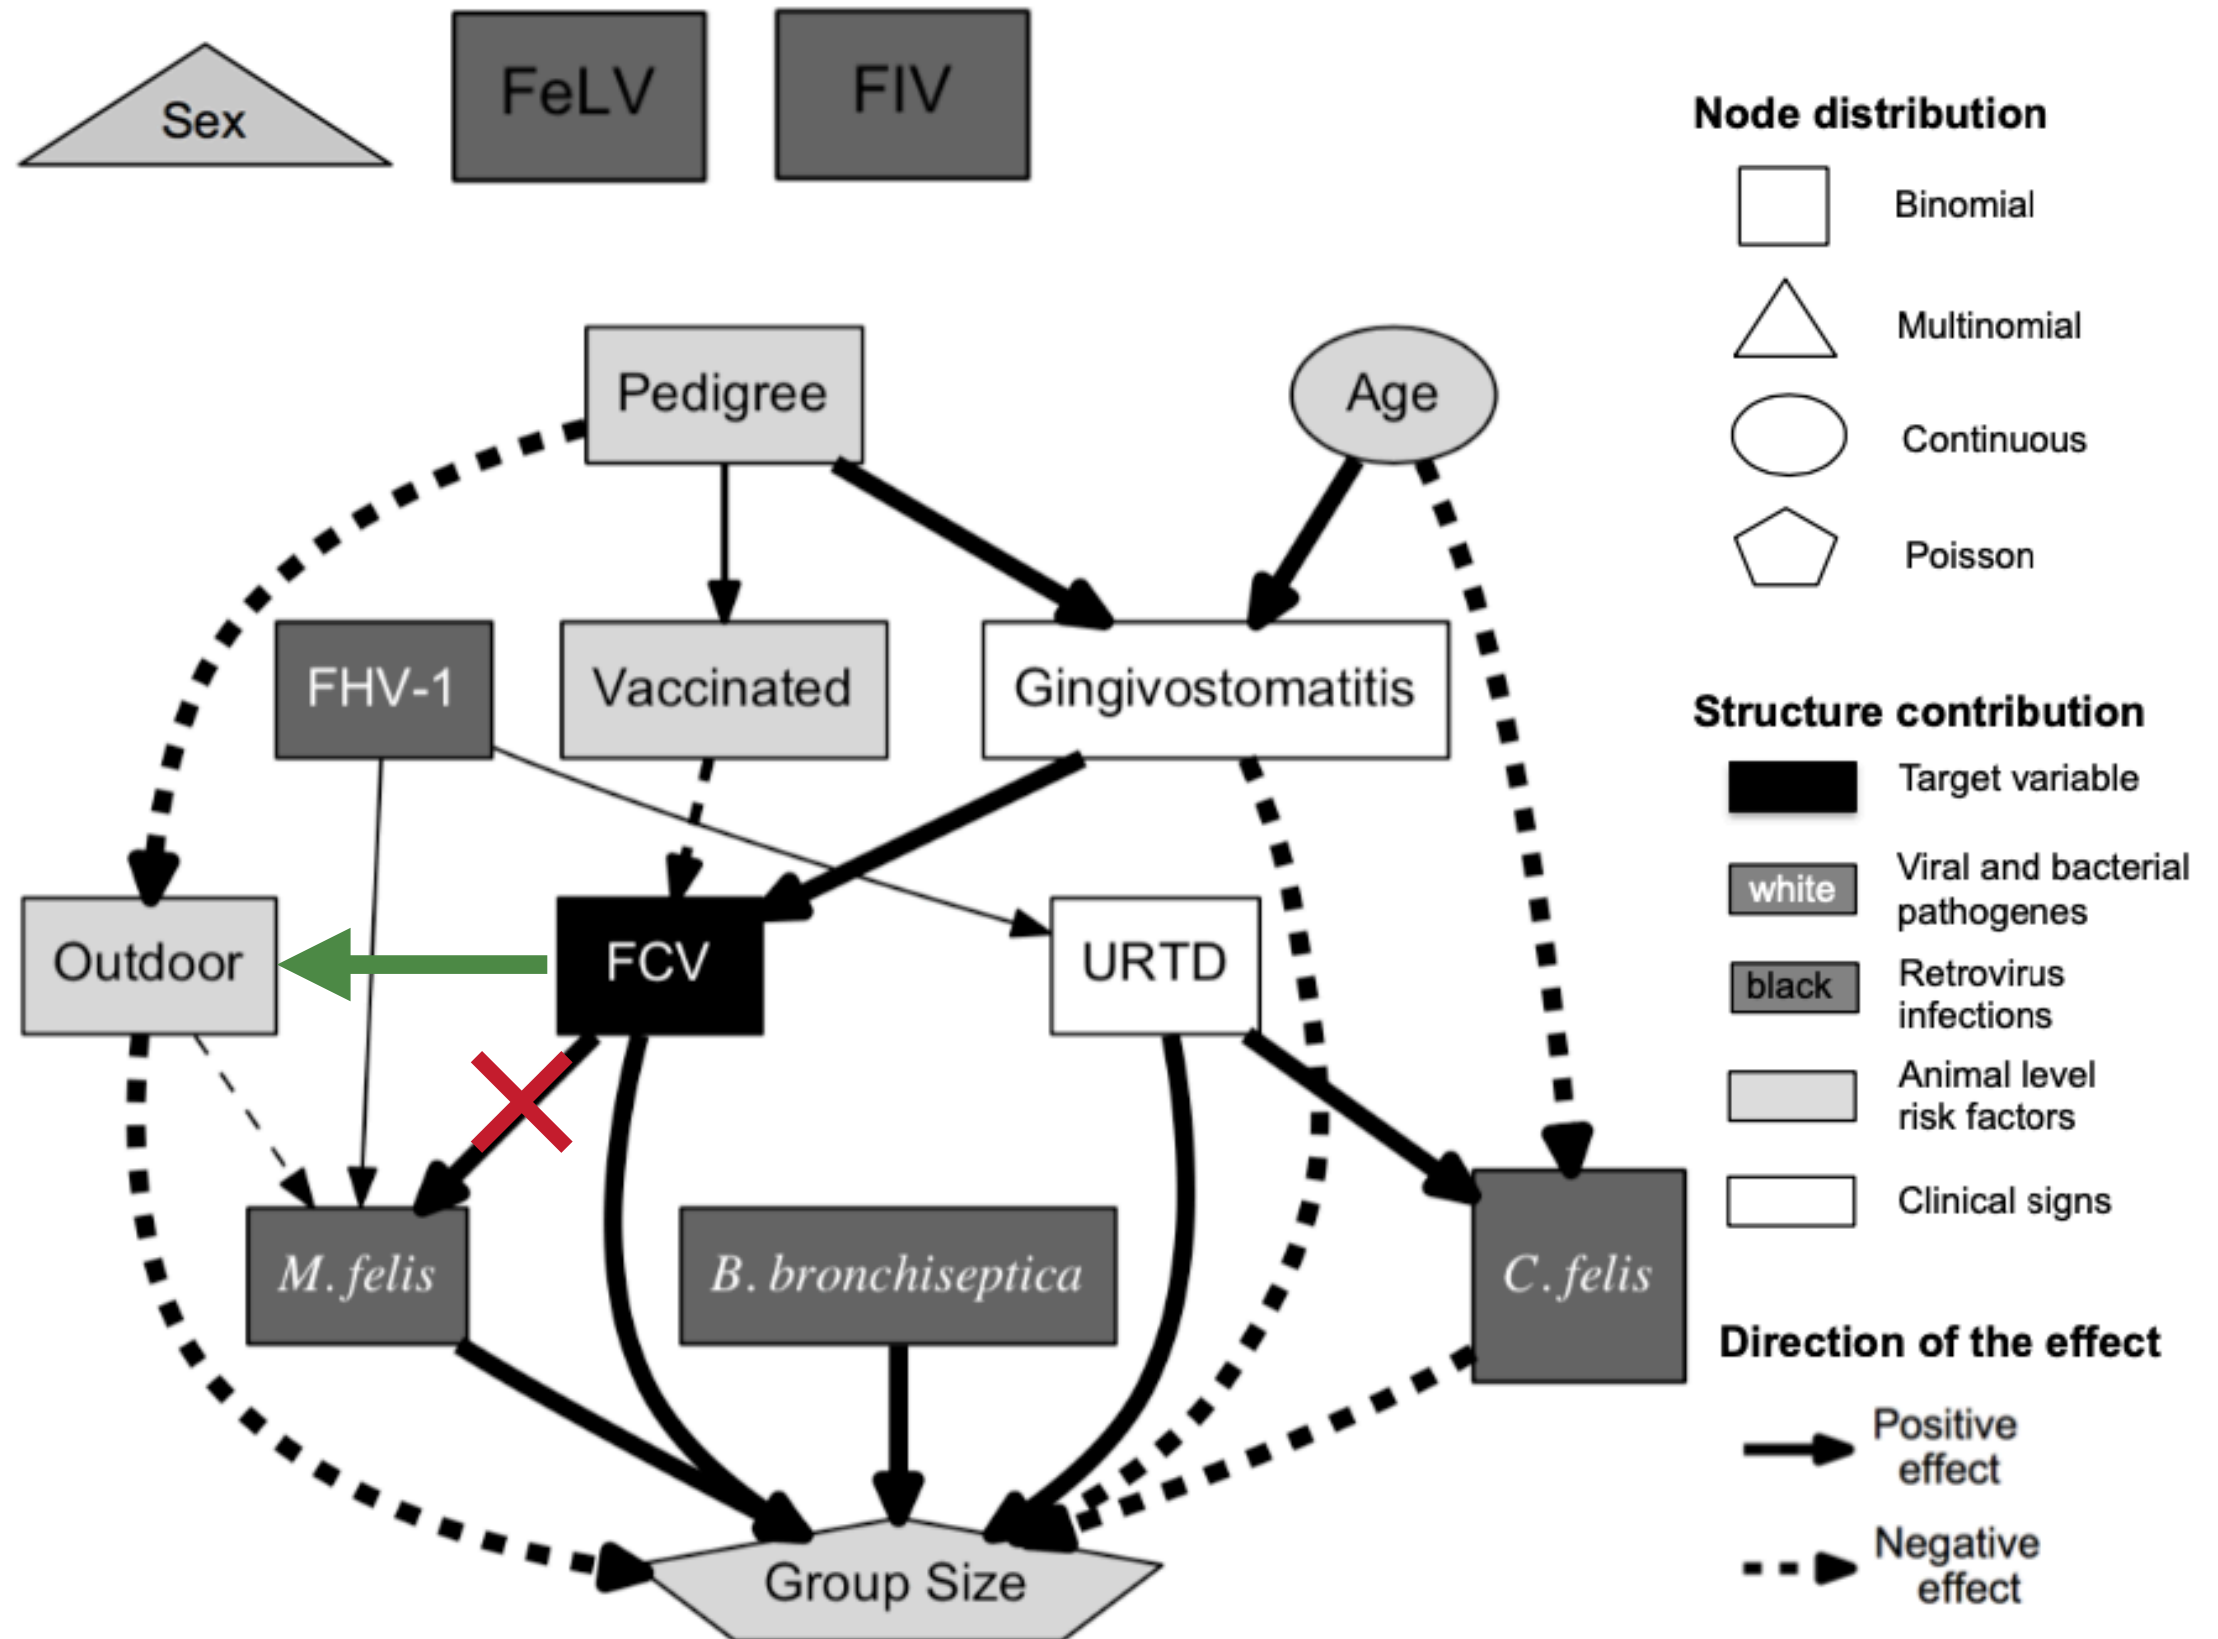 Sex
FeLV
FIV
Pedigree
Age
FHV-1
Vaccinated
Gingivostomatitis
Outdoor
FCV
URTD
M. felis
B. bronchiseptica
C. felis
Group Size
Node distribution
Binomial
Multinomial
Continuous
Poisson
Structure contribution
Target variable
white
Viral and bacterial
pathogenes
black
Retrovirus
infections
Animal level
risk factors
Clinical signs
Direction of the effect
Positive
effect
Negative
effect